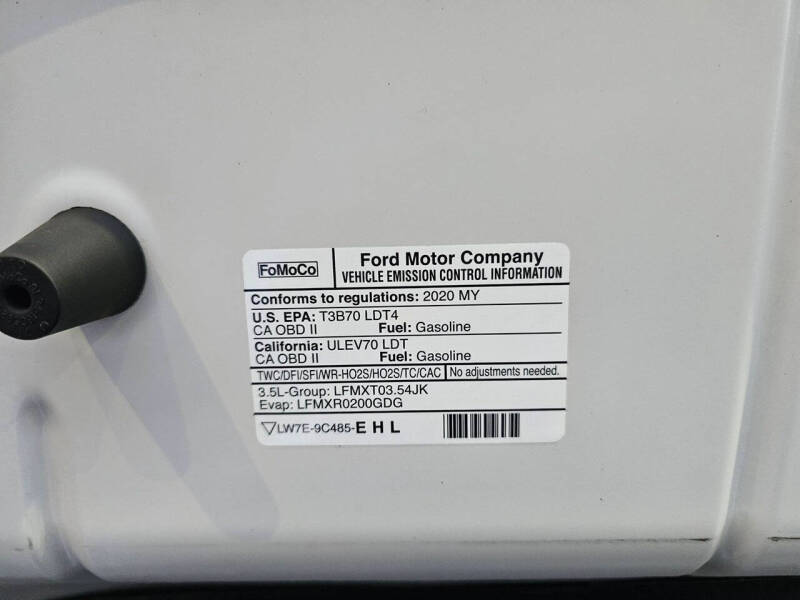 FoMoCo
Ford Motor Company
VEHICLE EMISSION CONTROL INFORMATION
Conforms to regulations: 2020 MY
U.S. EPA: T3B70 LDT4
CA OBD II Fuel: Gasoline
California: ULEV70 LDT
CA OBD II Fuel: Gasoline
TWC/DFI/SFI/WR-HO2S/HO2S/TC/CAC No adjustments needed.
3.5L-Group: LFMXT03.54JK
Evap: LFMXR0200GDG
LW7E-9C485-EHL